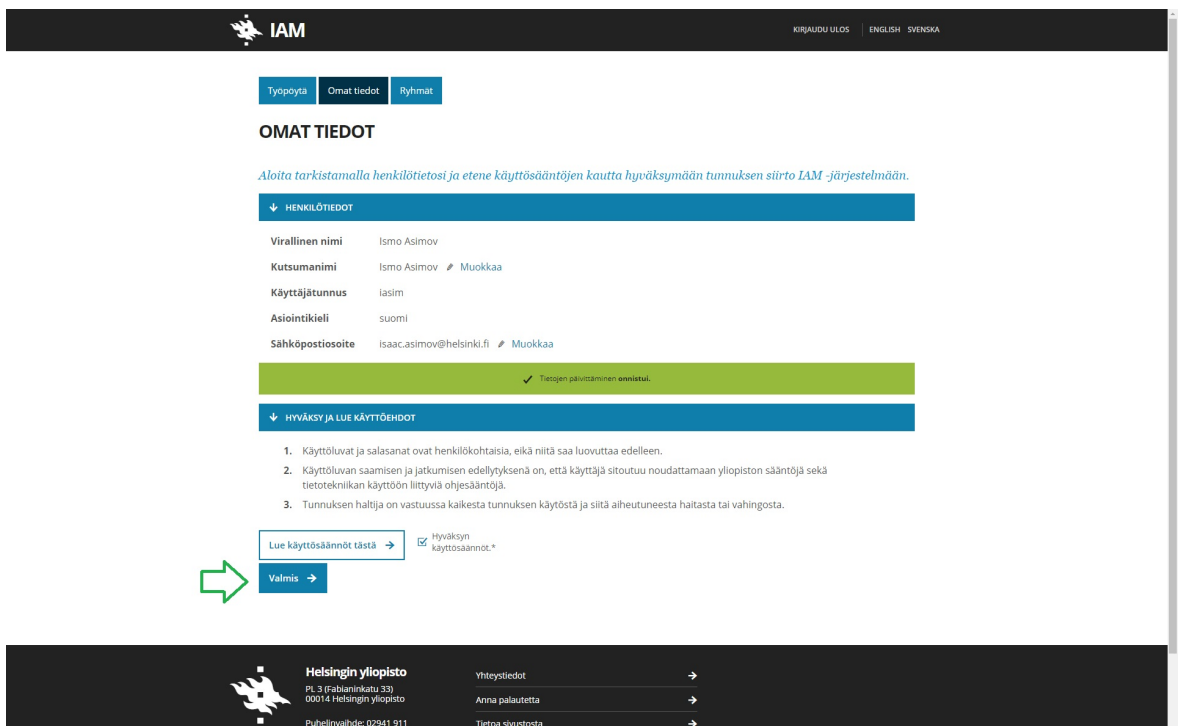 IAM
KIRJAUDU ULOS ENGLISH SVENSKA
Työpöytä Omat tiedot Ryhmät
OMAT TIEDOT
Aloita tarkistamalla henkilötietosi ja etene käyttösääntöjen kautta hyväksymään tunnuksen siirto IAM -järjestelmään.
HENKILÖTIEDOT
Virallinen nimi Ismo Asimov
Kutsumanimi Ismo Asimov Muokkaa
Käyttäjätunnus iasim
Asiointikieli suomi
Sähköpostiosoite isaac.asimov@helsinki.fi Muokkaa
Tietojen päivittäminen onnistui.
HYVÄKSY JA LUE KÄYTTÖEHDOT
1. Käyttöluvat ja salasanat ovat henkilökohtaisia, eikä niitä saa luovuttaa edelleen.
2. Käyttöluvan saamisen ja jatkumisen edellytyksenä on, että käyttäjä sitoutuu noudattamaan yliopiston sääntöjä sekä
tietotekniikan käyttöön liittyviä ohjesääntöjä.
3. Tunnuksen haltija on vastuussa kaikesta tunnuksen käytöstä ja siitä aiheutuneesta haitasta tai vahingosta.
Lue käyttösäännöt tästä
Hyväksyn
käyttösäännöt.*
Valmis
Helsingin yliopisto
PL 3 (Fabianinkatu 33)
00014 Helsingin yliopisto
Puhelinvaihde: 02941 911
Yhteystiedot
Anna palautetta
Tietoa sivustosta